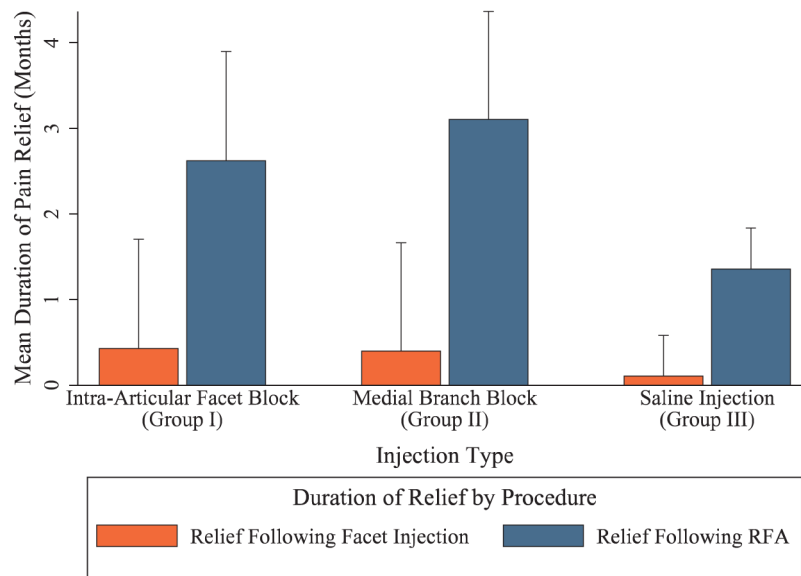 Mean Duration of Pain Relief (Months)
4
3
2
1
0
Intra-Articular Facet Block
(Group I)
Medial Branch Block
(Group II)
Saline Injection
(Group III)
Injection Type
Duration of Relief by Procedure
Relief Following Facet Injection
Relief Following RFA